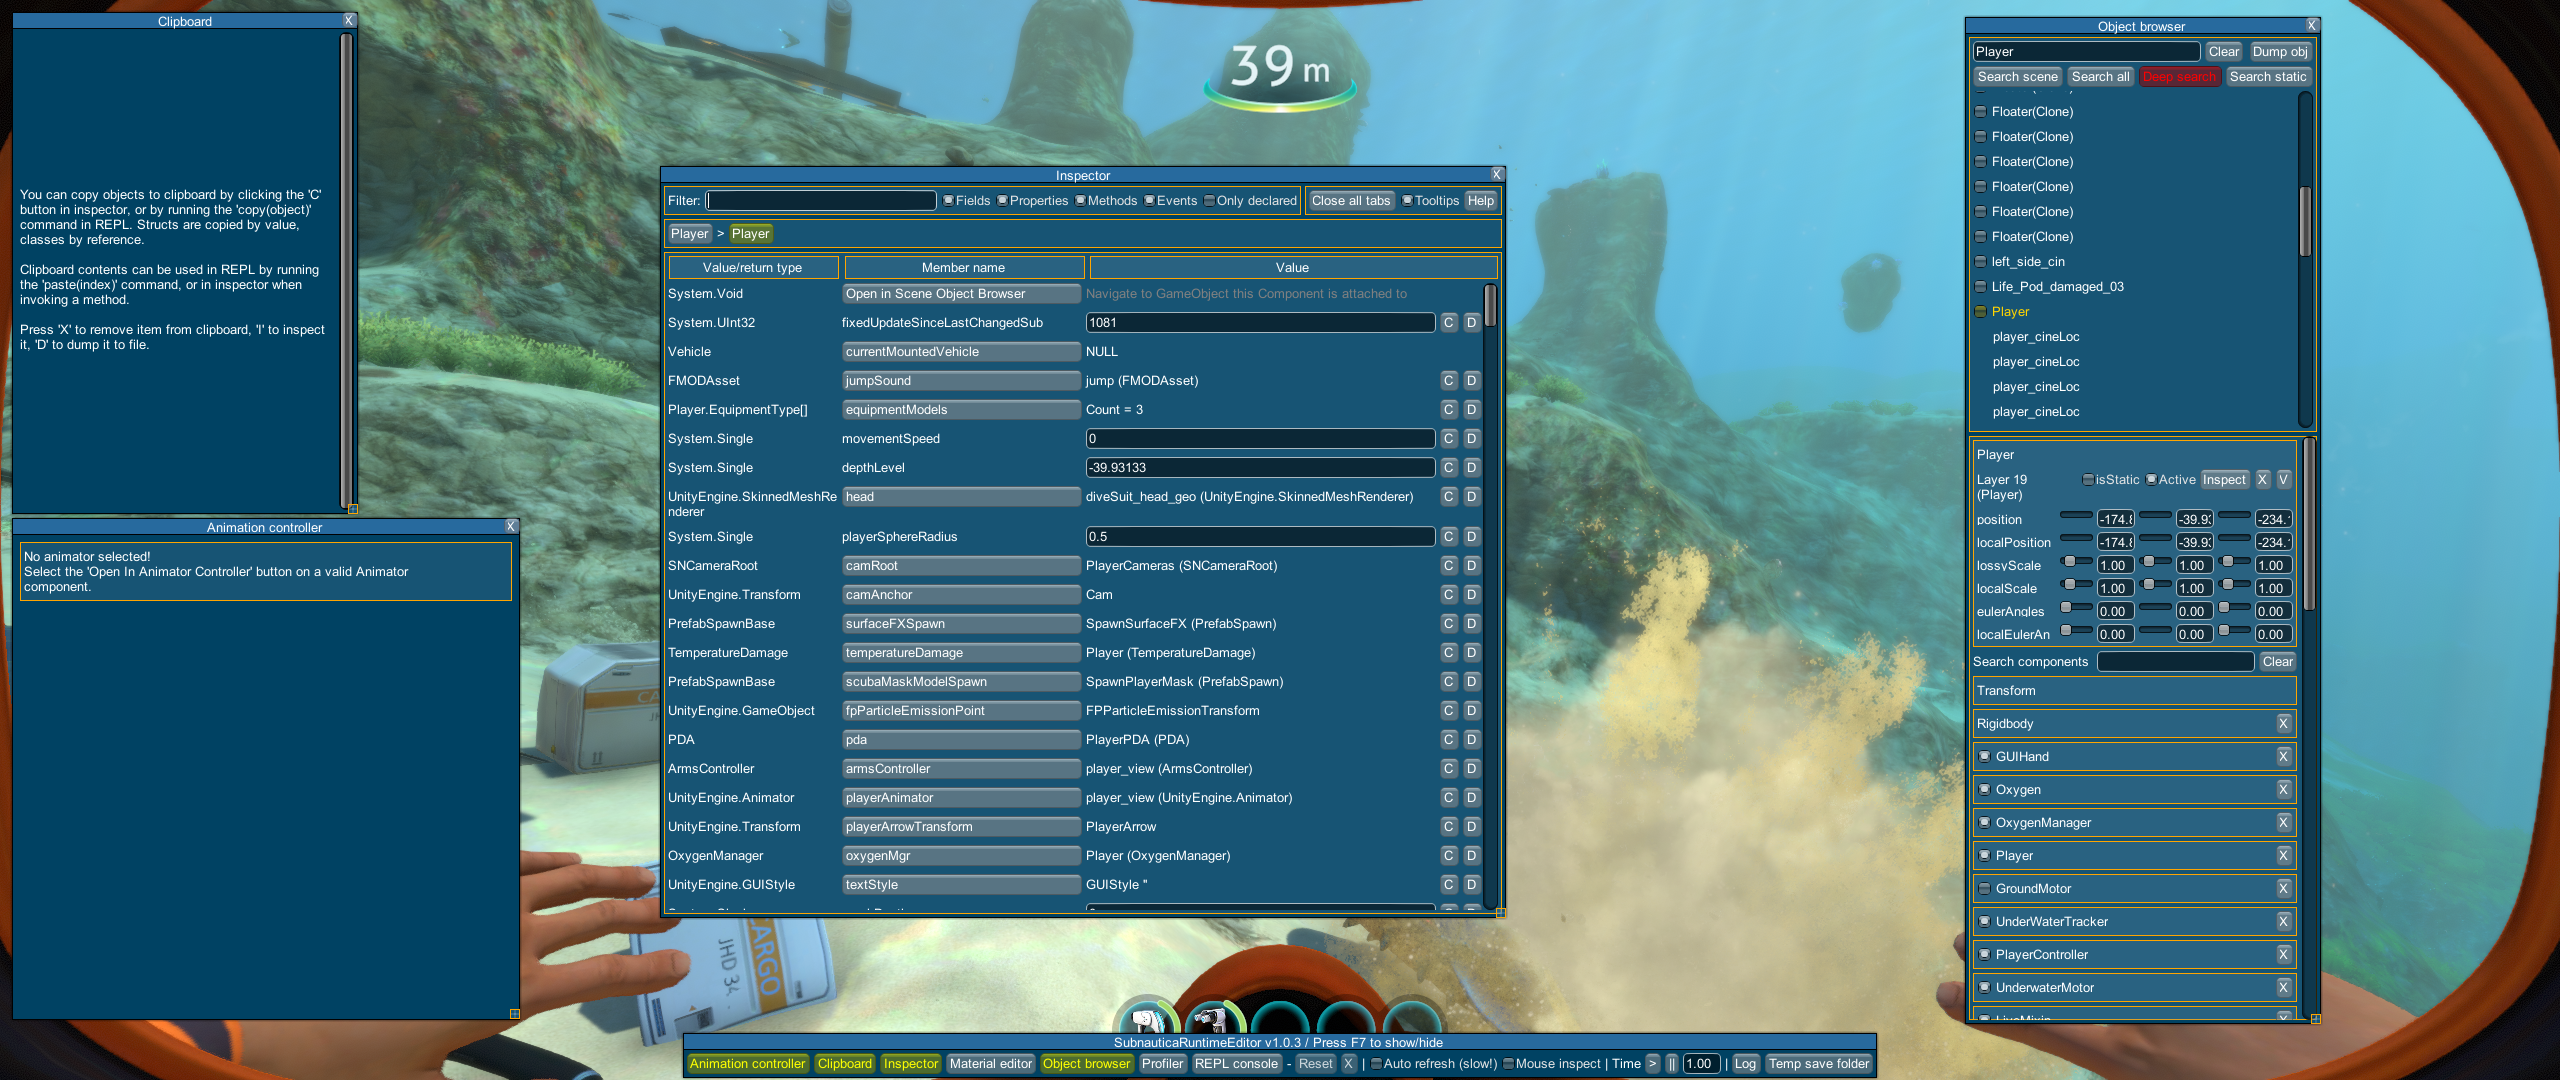 Clipboard
X
You can copy objects to clipboard by clicking the 'C'
button in inspector, or by running the 'copy(object)'
command in REPL. Structs are copied by value,
classes by reference.
Clipboard contents can be used in REPL by running
the 'paste(index)' command, or in inspector when
invoking a method.
Press 'X' to remove item from clipboard, 'I' to inspect
it, 'D' to dump it to file.
Animation controller
X
No animator selected!
Select the 'Open In Animator Controller' button on a valid Animator
component.
39 m
Inspector
X
Filter: Fields Properties Methods Events Only declared Close all tabs Tooltips Help
Player > Player
Value/return type Member name Value
System.Void Open in Scene Object Browser Navigate to GameObject this Component is attached to
System.UInt32 fixedUpdateSinceLastChangedSub 1081 C D
Vehicle currentMountedVehicle NULL
FMODAsset jumpSound jump (FMODAsset) C D
Player.EquipmentType[] equipmentModels Count = 3 C D
System.Single movementSpeed 0 C D
System.Single depthLevel -39.93133 C D
UnityEngine.SkinnedMeshRe head diveSuit_head_geo (UnityEngine.SkinnedMeshRenderer) C D
nderer
System.Single playerSphereRadius 0.5 C D
SNCameraRoot camRoot PlayerCameras (SNCameraRoot) C D
UnityEngine.Transform camAnchor Cam C D
PrefabSpawnBase surfaceFXSpawn SpawnSurfaceFX (PrefabSpawn) C D
TemperatureDamage temperatureDamage Player (TemperatureDamage) C D
PrefabSpawnBase scubaMaskModelSpawn SpawnPlayerMask (PrefabSpawn) C D
UnityEngine.GameObject fpParticleEmissionPoint FPParticleEmissionTransform C D
PDA pda PlayerPDA (PDA) C D
ArmsController armsController player_view (ArmsController) C D
UnityEngine.Animator playerAnimator player_view (UnityEngine.Animator) C D
UnityEngine.Transform playerArrowTransform PlayerArrow C D
OxygenManager oxygenMgr Player (OxygenManager) C D
UnityEngine.GUIStyle textStyle GUIStyle '' C D
Object browser
X
Player Clear Dump obj
Search scene Search all Deep search Search static
Floater(Clone)
Floater(Clone)
Floater(Clone)
Floater(Clone)
Floater(Clone)
Floater(Clone)
left_side_cin
Life_Pod_damaged_03
Player
player_cineLoc
player_cineLoc
player_cineLoc
player_cineLoc
Player
Layer 19 isStatic Active Inspect X V
(Player)
position -174. -39.9 -234.
localPosition -174. -39.9 -234.
lossyScale 1.00 1.00 1.00
localScale 1.00 1.00 1.00
eulerAngles 0.00 0.00 0.00
localEulerAn 0.00 0.00 0.00
Search components Clear
Transform
Rigidbody X
GUIHand X
Oxygen X
OxygenManager X
Player X
GroundMotor X
UnderWaterTracker X
PlayerController X
UnderwaterMotor X
LiveMixin X
CARGO
JHD 34
SubnauticaRuntimeEditor v1.0.3 / Press F7 to show/hide
Animation controller Clipboard Inspector Material editor Object browser Profiler REPL console - Reset X | Auto refresh (slow!) Mouse inspect | Time > || 1.00 | Log Temp save folder